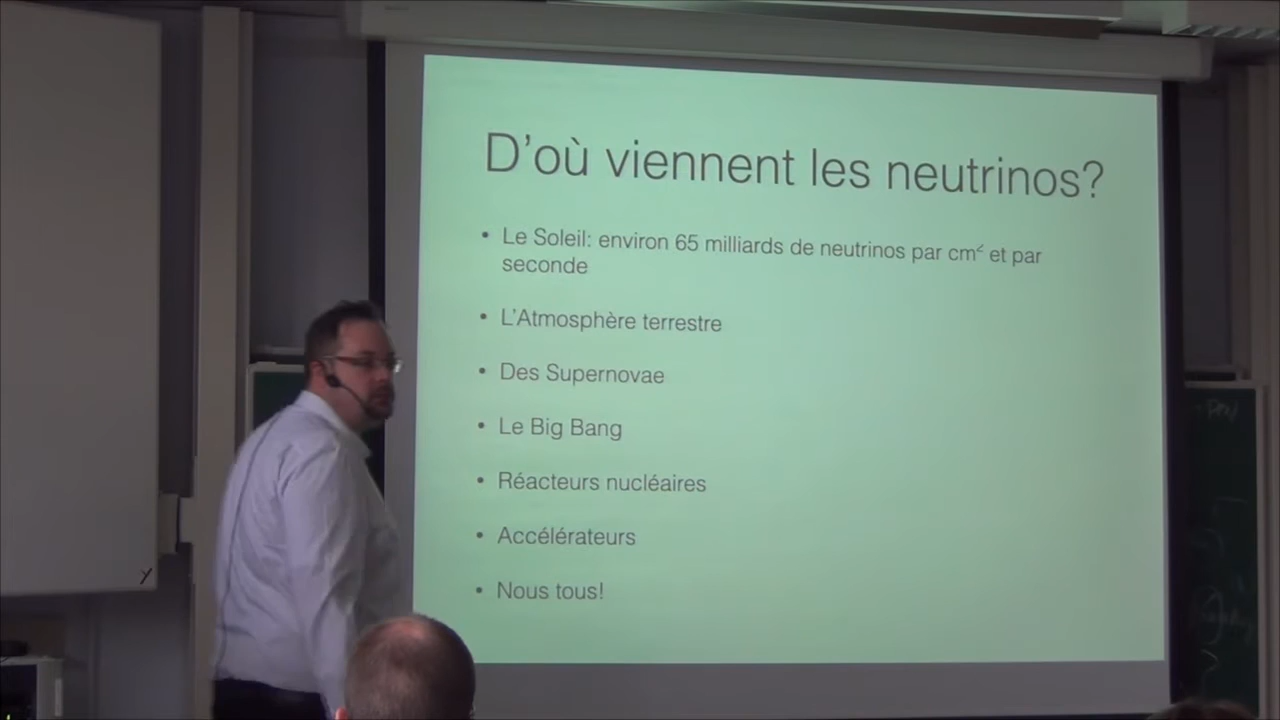 D'où viennent les neutrinos?
• Le Soleil: environ 65 milliards de neutrinos par cm² et par
seconde
• L'Atmosphère terrestre
• Des Supernovae
• Le Big Bang
• Réacteurs nucléaires
• Accélérateurs
• Nous tous!